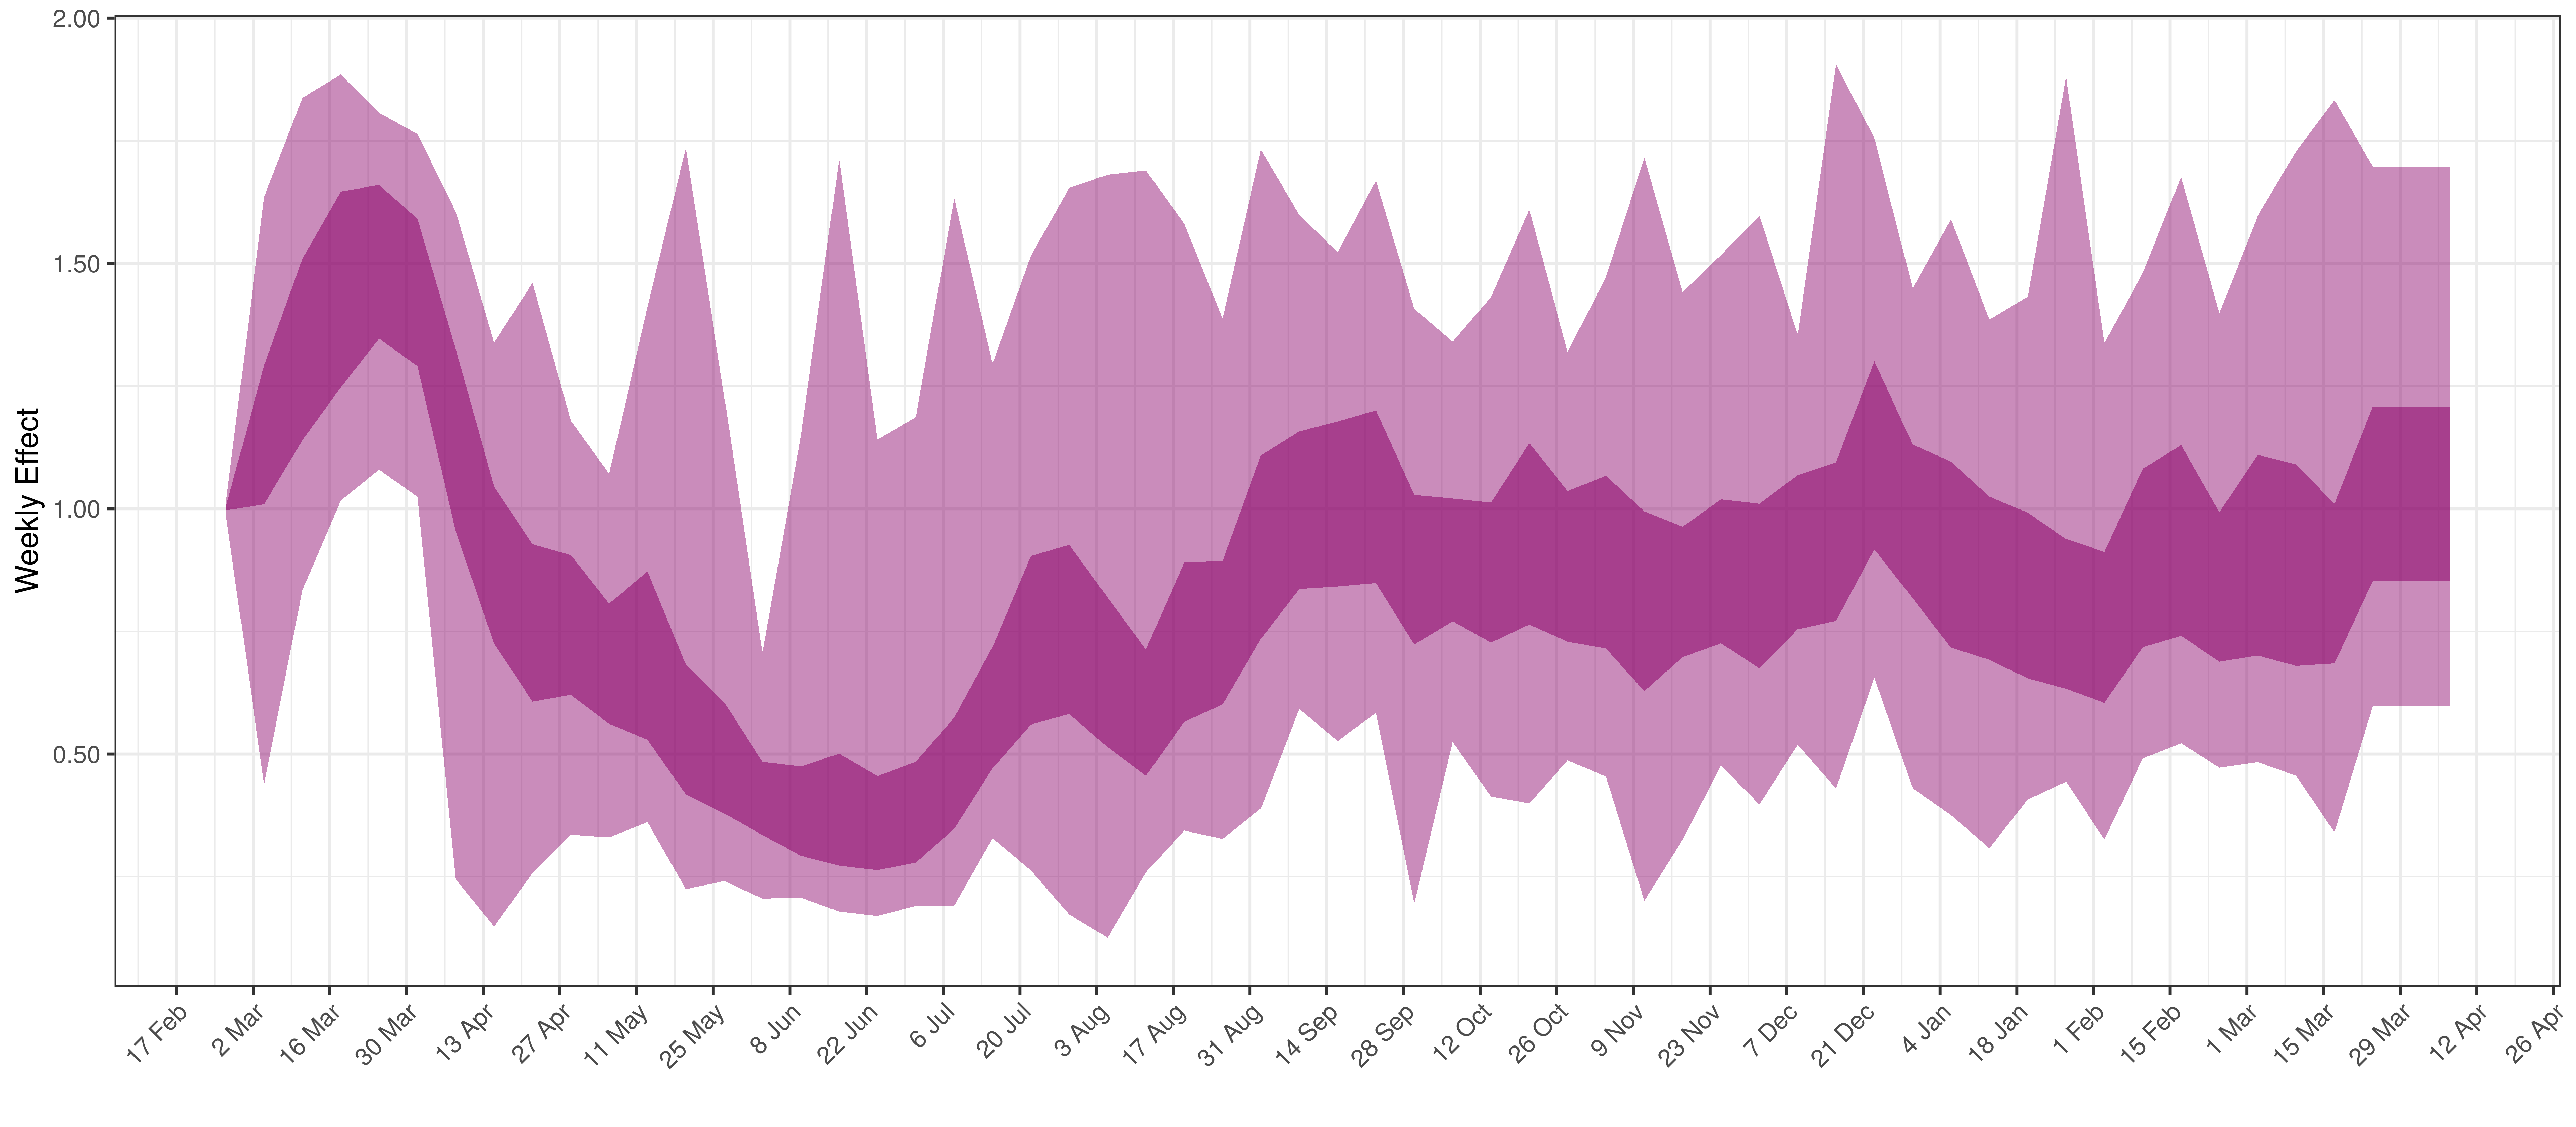 Weekly Effect
2.00
1.50
1.00
0.50
17 Feb
2 Mar
16 Mar
30 Mar
13 Apr
27 Apr
11 May
25 May
8 Jun
22 Jun
6 Jul
20 Jul
3 Aug
17 Aug
31 Aug
14 Sep
28 Sep
12 Oct
26 Oct
9 Nov
23 Nov
7 Dec
21 Dec
4 Jan
18 Jan
1 Feb
15 Feb
1 Mar
15 Mar
29 Mar
12 Apr
26 Apr